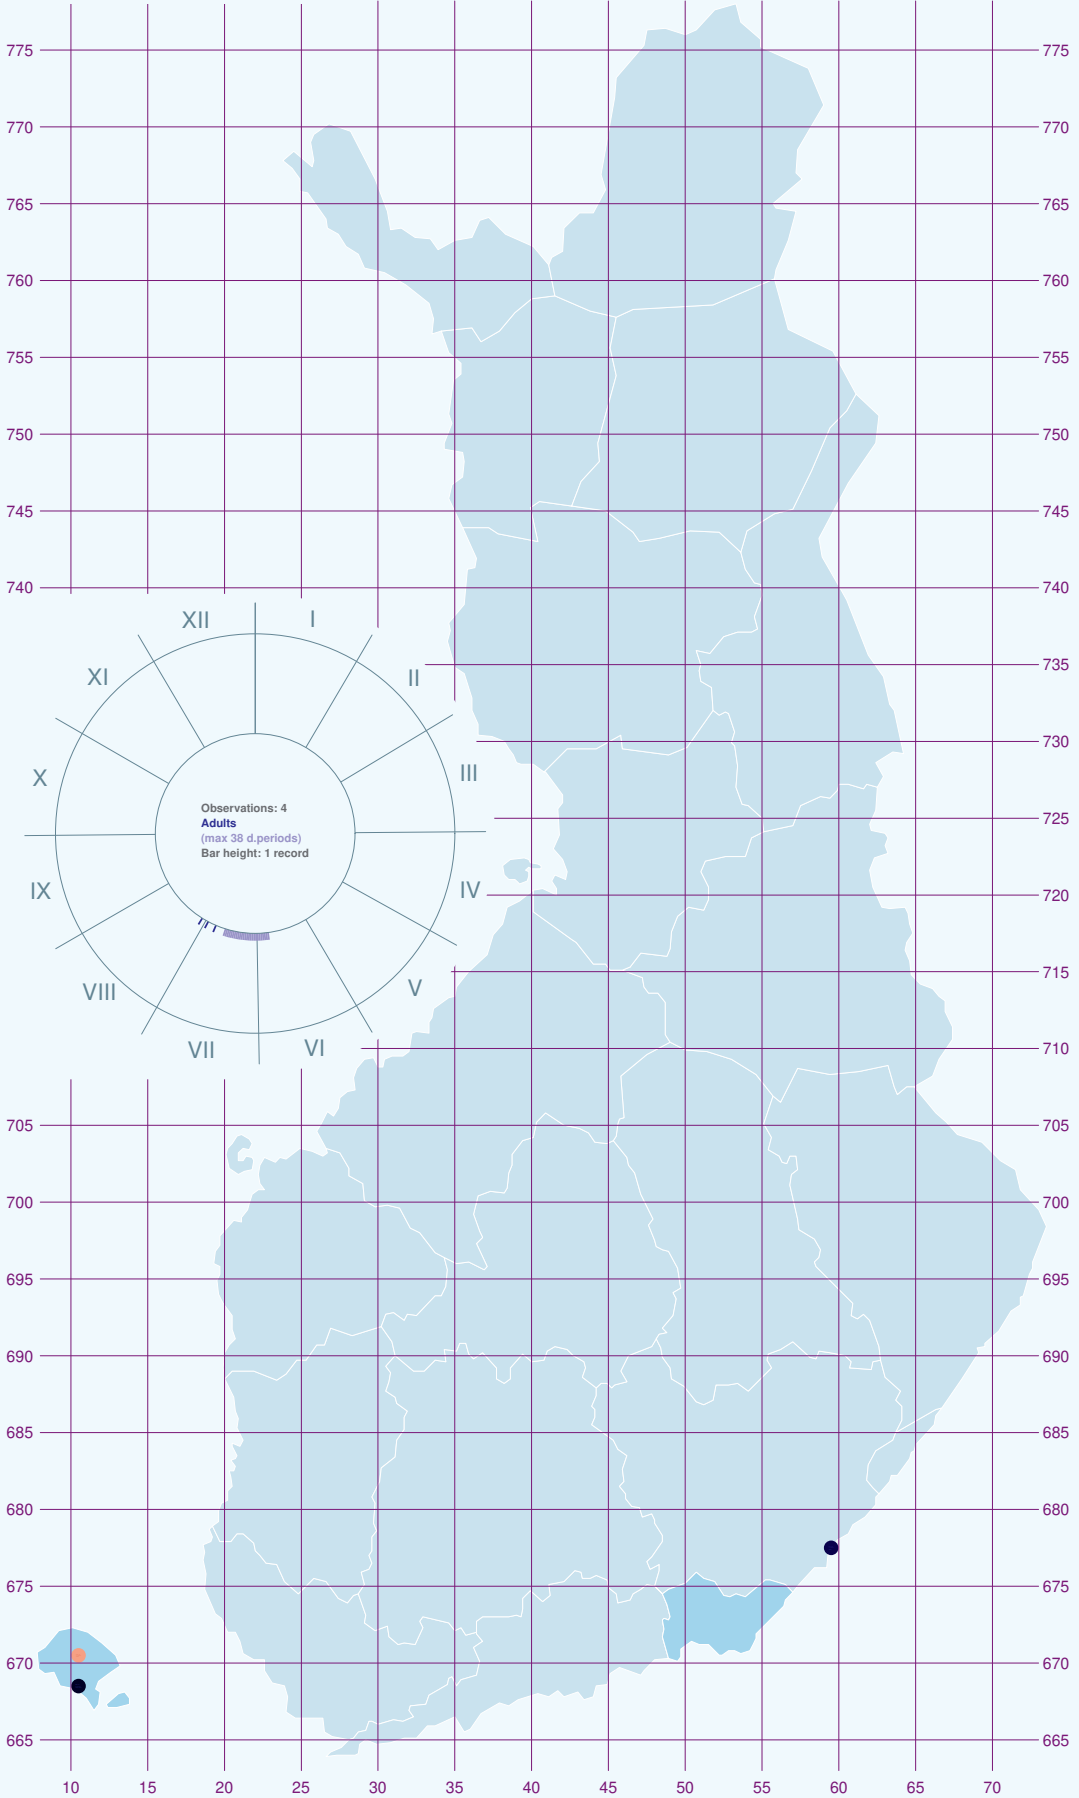 775 775
770 770
765 765
760 760
755 755
750 750
745 745
740 740
XII I
XI II
735
730 730
X III
Observations: 4
Adults
(max 38 d.periods)
Bar height: 1 record
725
IX IV
720
VIII V
715
VII VI
710
705 705
700 700
695 695
690 690
685 685
680 680
675 675
670 670
665 665
10 15 20 25 30 35 40 45 50 55 60 65 70
735